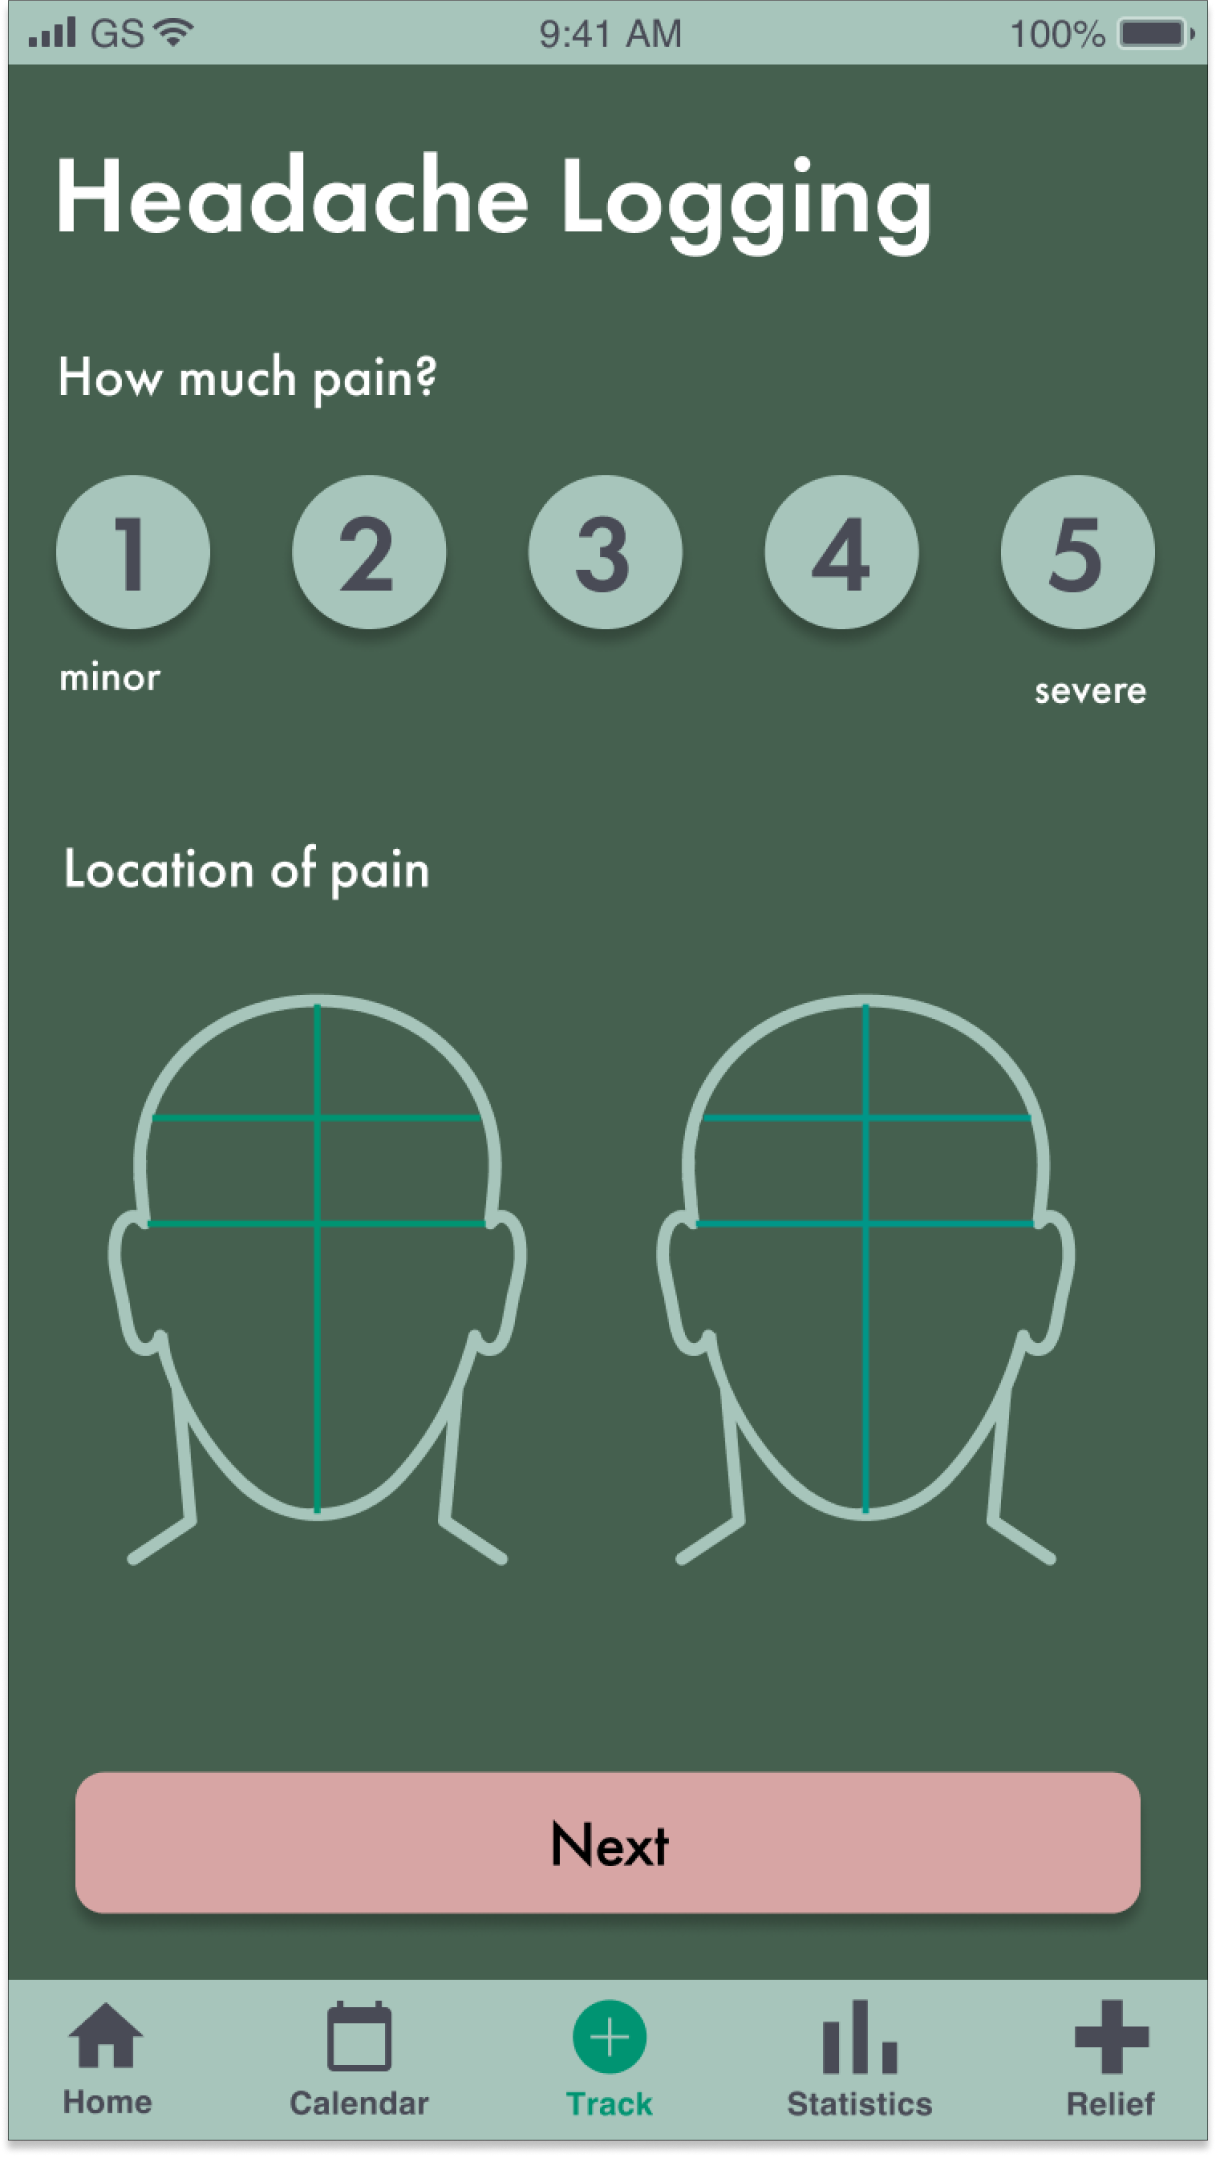 GS 9:41 AM 100%
Headache Logging
How much pain?
1 2 3 4 5
minor severe
Location of pain
Next
Home Calendar Track Statistics Relief